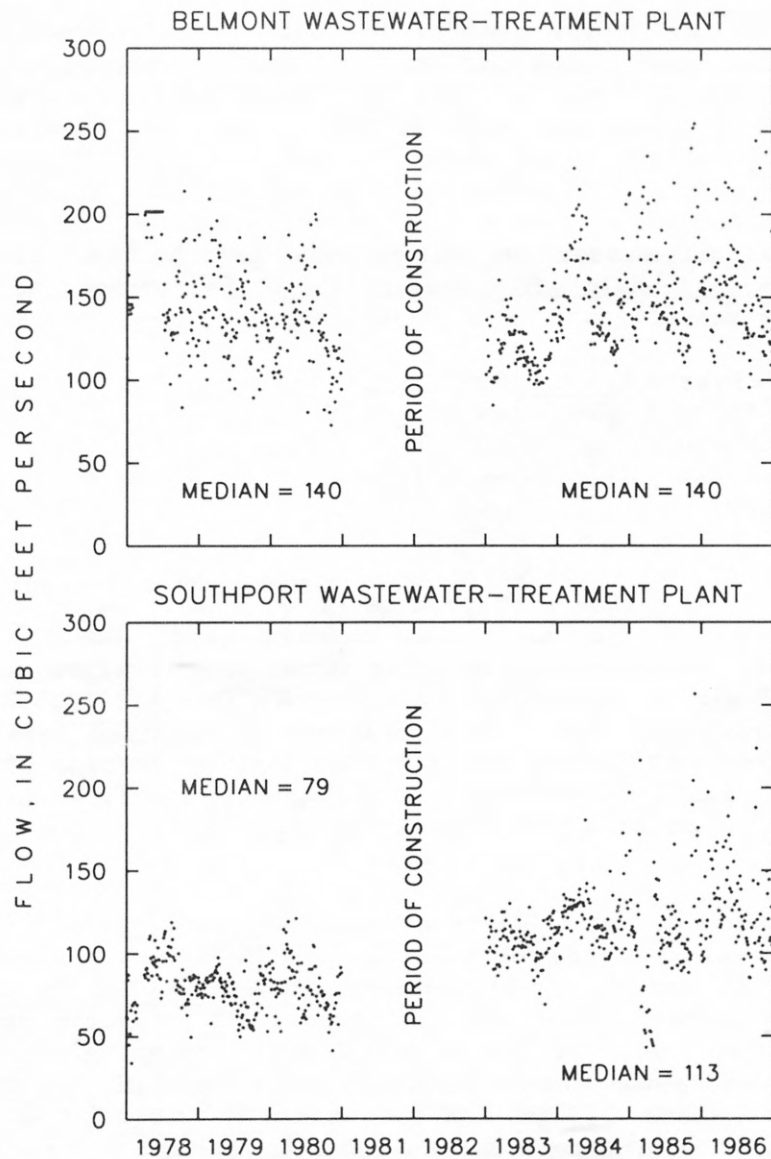 BELMONT WASTEWATER–TREATMENT PLANT
300
250
200
150
100
50
0
PERIOD OF CONSTRUCTION
MEDIAN = 140
MEDIAN = 140
FLOW, IN CUBIC FEET PER SECOND
SOUTHPORT WASTEWATER–TREATMENT PLANT
300
250
200
150
100
50
0
MEDIAN = 79
PERIOD OF CONSTRUCTION
MEDIAN = 113
1978 1979 1980 1981 1982 1983 1984 1985 1986